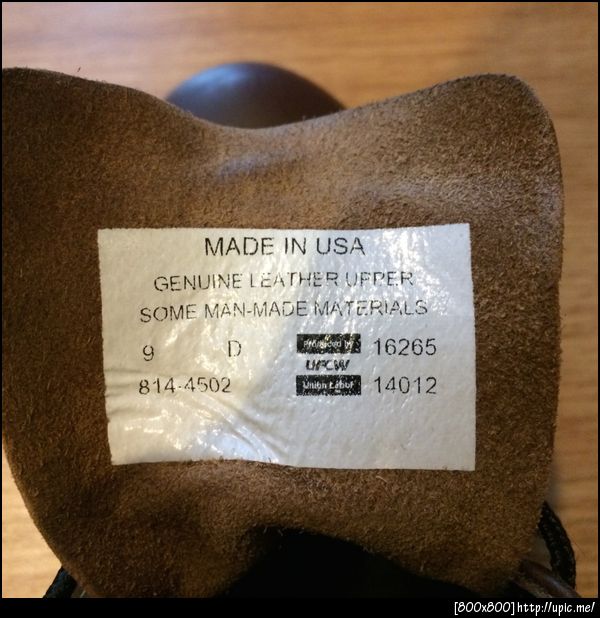 MADE IN USA
GENUINE LEATHER UPPER
SOME MAN-MADE MATERIALS
9 D Produced by 16265
UFCW
814-4502 Union Labor 14012
[800x800] http://upic.me/